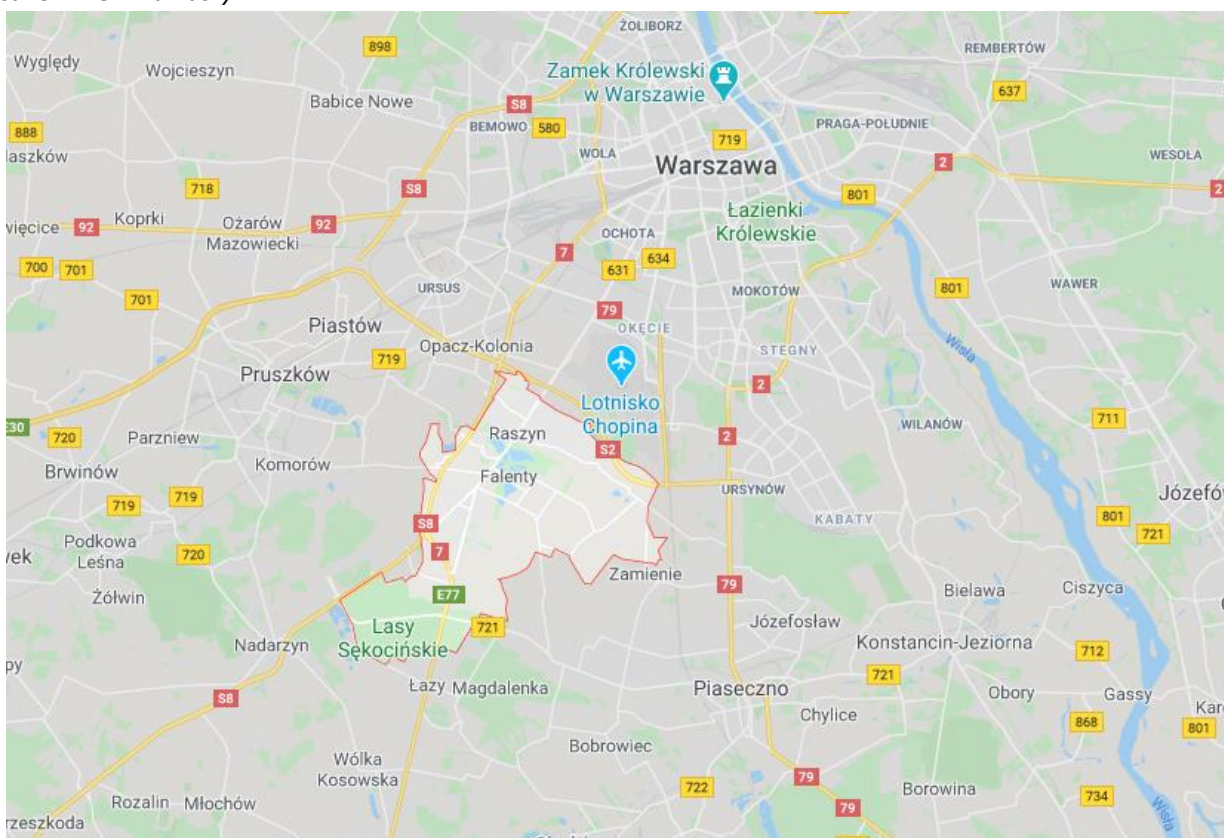 ŻOLIBORZ
898
REMBERTÓW
Wyględy
Wojcieszyn
Zamek Królewski
w Warszawie
637
Babice Nowe
S8
888
BEMOWO
580
PRAGA-POŁUDNIE
719
WOLA
Warszawa
2
WESOŁA
718
S8
801
2
Łazienki
Królewskie
Koprki
Ożarów
Mazowiecki
92
92
OCHOTA
7
700
701
631
634
URSUS
MOKOTÓW
801
WAWER
701
79
Piastów
OKĘCIE
Wisła
Opacz-Kolonia
719
STEGNY
Pruszków
2
Lotnisko
Chopina
E30
720
Parzniew
Raszyn
S2
2
WILANÓW
711
Brwinów
Komorów
Falenty
URSYNÓW
719
719
KABATY
801
721
S8
Podkowa
Leśna
720
7
Zamienie
79
Żółwin
E77
Bielawa
Ciszyca
Lasy
Sękocińskie
721
Józefosław
Nadarzyn
Konstancin-Jeziorna
712
721
S8
Łazy
Magdalenka
Piaseczno
Obory
Gassy
Chylice
868
801
Bobrowiec
Wólka
Kosowska
79
722
Borowina
734
Rozalin
Młochów
79
Wisła